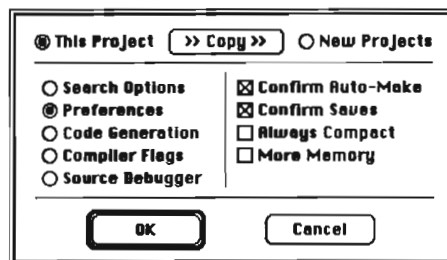 This Project >> Copy >> New Projects
Search Options
Preferences
Code Generation
Compiler Flags
Source Debugger
Confirm Auto-Make
Confirm Saves
Always Compact
More Memory
OK Cancel